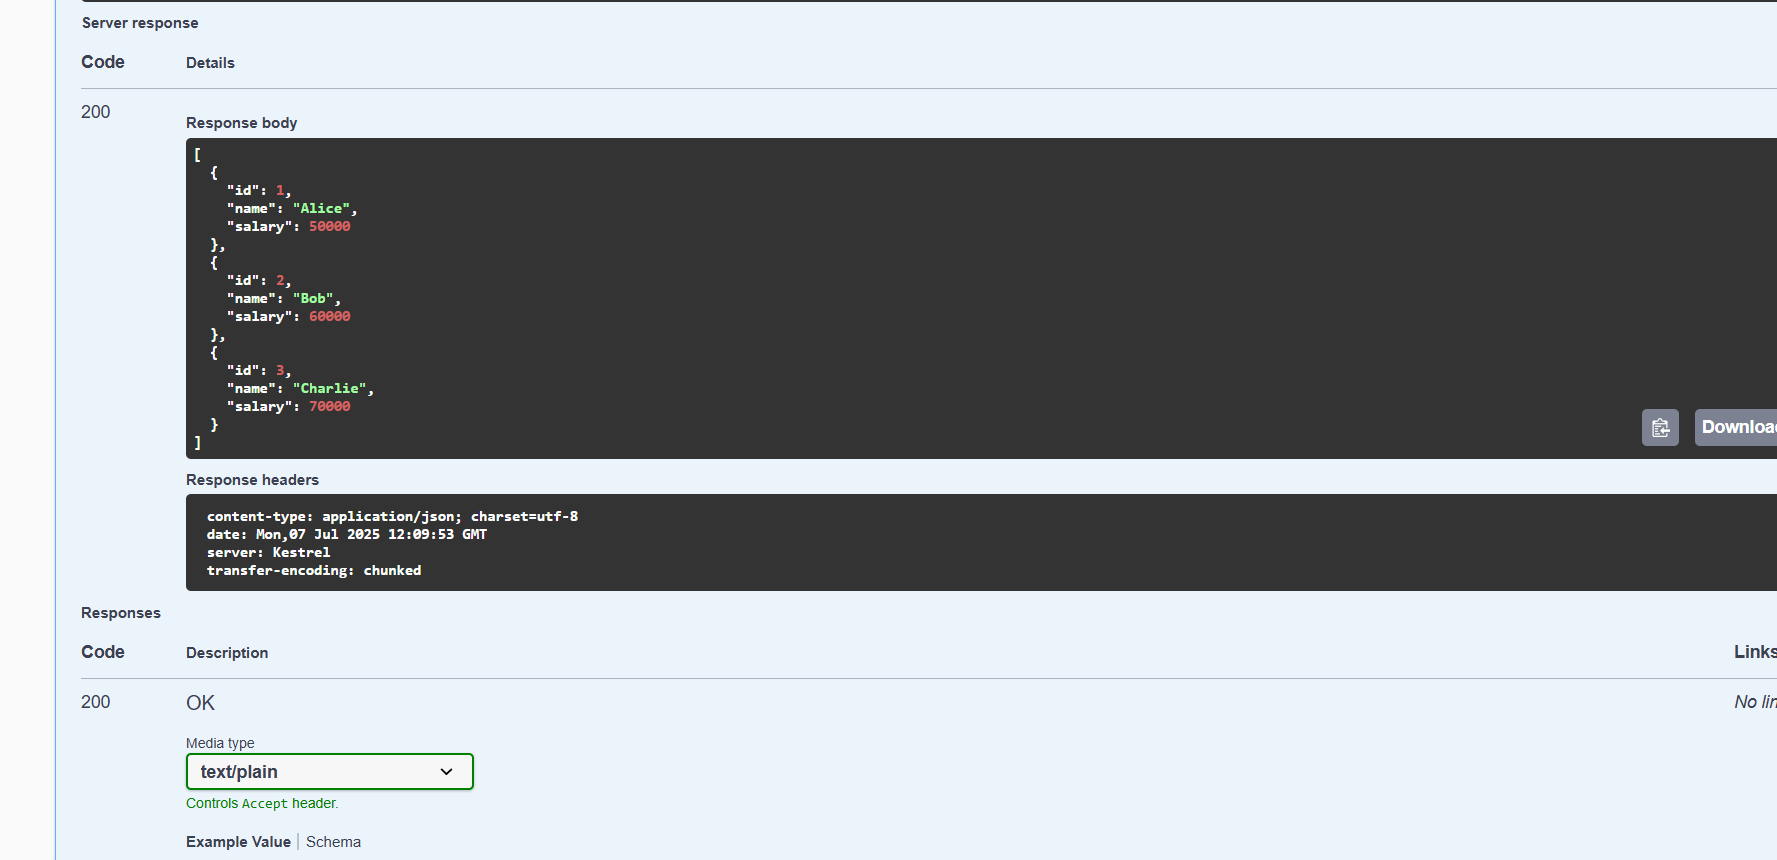 Server response
Code Details
200
Response body
[
  {
    "id": 1,
    "name": "Alice",
    "salary": 50000
  },
  {
    "id": 2,
    "name": "Bob",
    "salary": 60000
  },
  {
    "id": 3,
    "name": "Charlie",
    "salary": 70000
  }
]
Download
Response headers
content-type: application/json; charset=utf-8
date: Mon,07 Jul 2025 12:09:53 GMT
server: Kestrel
transfer-encoding: chunked
Responses
Code Description Links
200 OK No
Media type
text/plain
Controls Accept header.
Example Value | Schema